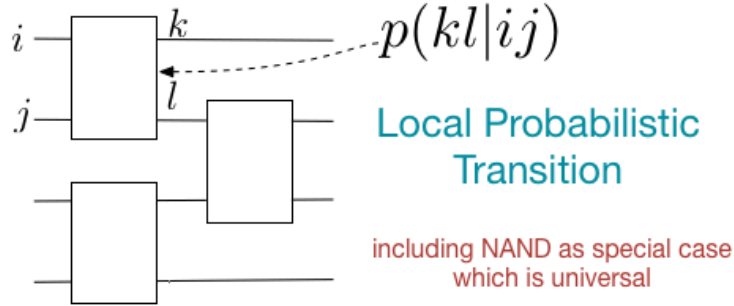 i
k
p(kl|ij)
j
l
Local Probabilistic
Transition
including NAND as special case
which is universal